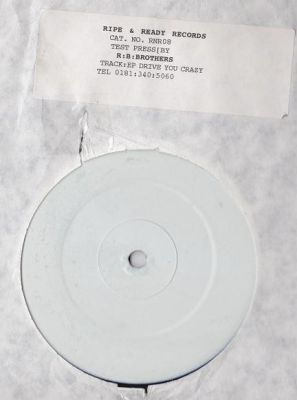 RIPE & READY RECORDS
CAT. NO. RNR08
TEST PRESS[BY
R:B:BROTHERS
TRACK:EP DRIVE YOU CRAZY
TEL 0181:340:5060